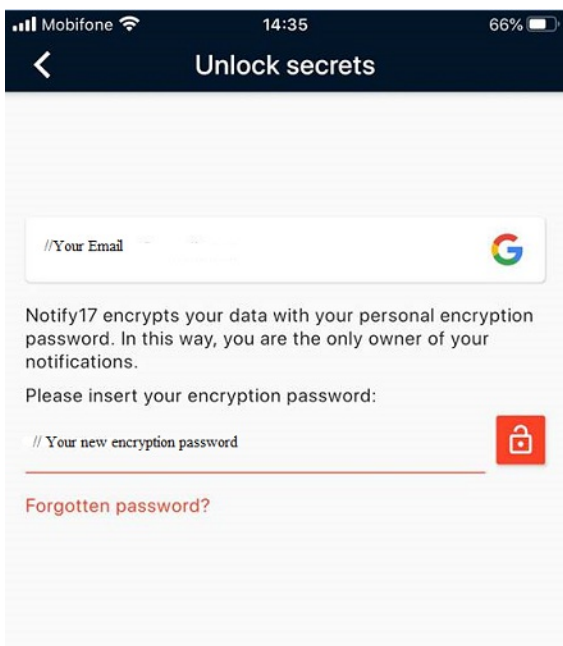 Mobifone 14:35 66%
Unlock secrets
//Your Email
Notify17 encrypts your data with your personal encryption
password. In this way, you are the only owner of your
notifications.
Please insert your encryption password:
// Your new encryption password
Forgotten password?